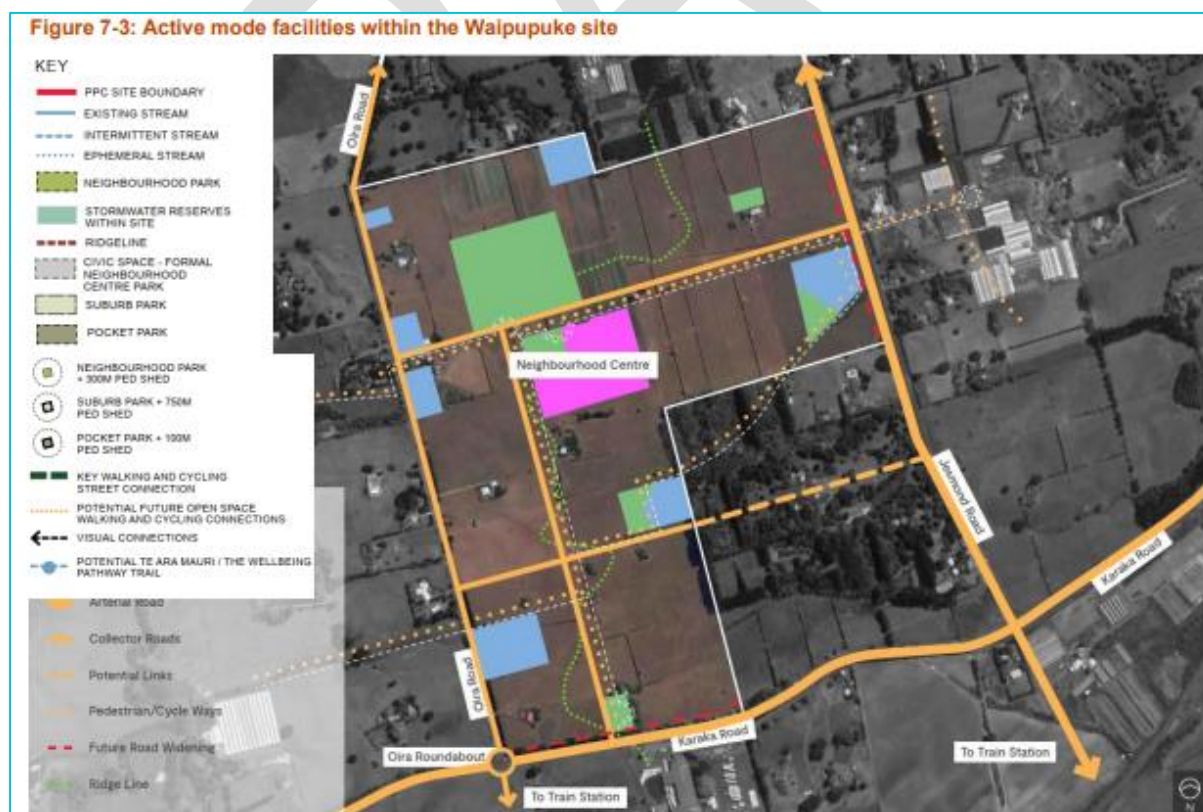 Figure 7-3: Active mode facilities within the Waipupuke site
KEY
PPC SITE BOUNDARY
EXISTING STREAM
INTERMITTENT STREAM
EPHEMERAL STREAM
NEIGHBOURHOOD PARK
STORMWATER RESERVES
WITHIN SITE
RIDGELINE
CIVIC SPACE - FORMAL
NEIGHBOURHOOD
CENTRE PARK
SUBURB PARK
POCKET PARK
NEIGHBOURHOOD PARK
+ 300M PED SHED
SUBURB PARK + 750M
PED SHED
POCKET PARK + 100M
PED SHED
KEY WALKING AND CYCLING
STREET CONNECTION
POTENTIAL FUTURE OPEN SPACE
WALKING AND CYCLING CONNECTIONS
VISUAL CONNECTIONS
POTENTIAL TE ARA MAURI / THE WELLBEING
PATHWAY TRAIL
Arterial Road
Collector Roads
Potential Links
Pedestrian/Cycle Ways
Future Road Widening
Ridge Line
Oira Road
Neighbourhood Centre
Jesmond Road
Karaka Road
Oira Road
Oira Roundabout
Karaka Road
To Train Station
To Train Station